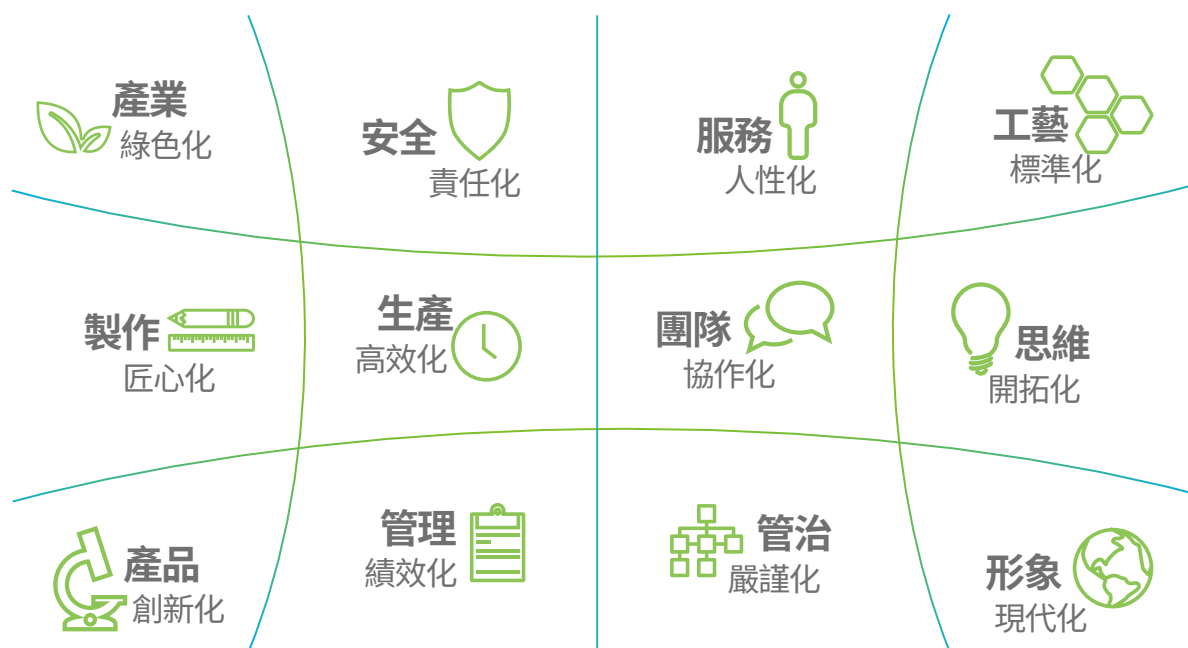 產業
綠色化
安全
責任化
服務
人性化
工藝
標準化
製作
匠心化
生產
高效化
團隊
協作化
思維
開拓化
產品
創新化
管理
績效化
管治
嚴謹化
形象
現代化